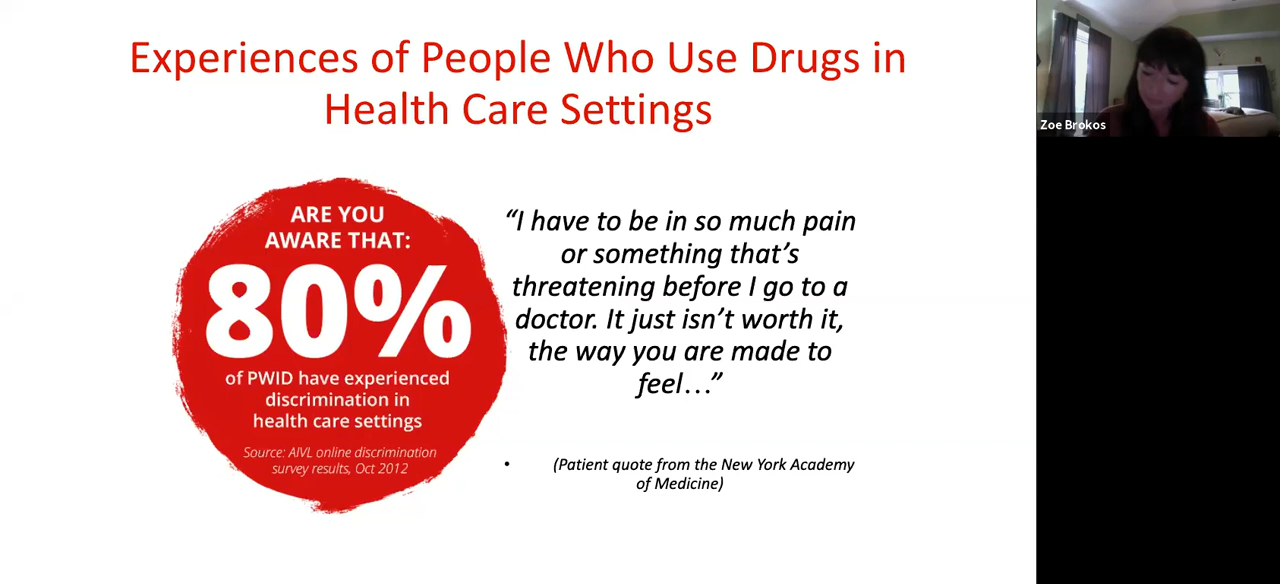 Experiences of People Who Use Drugs in
Health Care Settings
ARE YOU
AWARE THAT:
80%
of PWID have experienced
discrimination in
health care settings
Source: AIVL online discrimination
survey results, Oct 2012
“I have to be in so much pain
or something that’s
threatening before I go to a
doctor. It just isn’t worth it,
the way you are made to
feel…”
• (Patient quote from the New York Academy
of Medicine)
Zoe Brokos